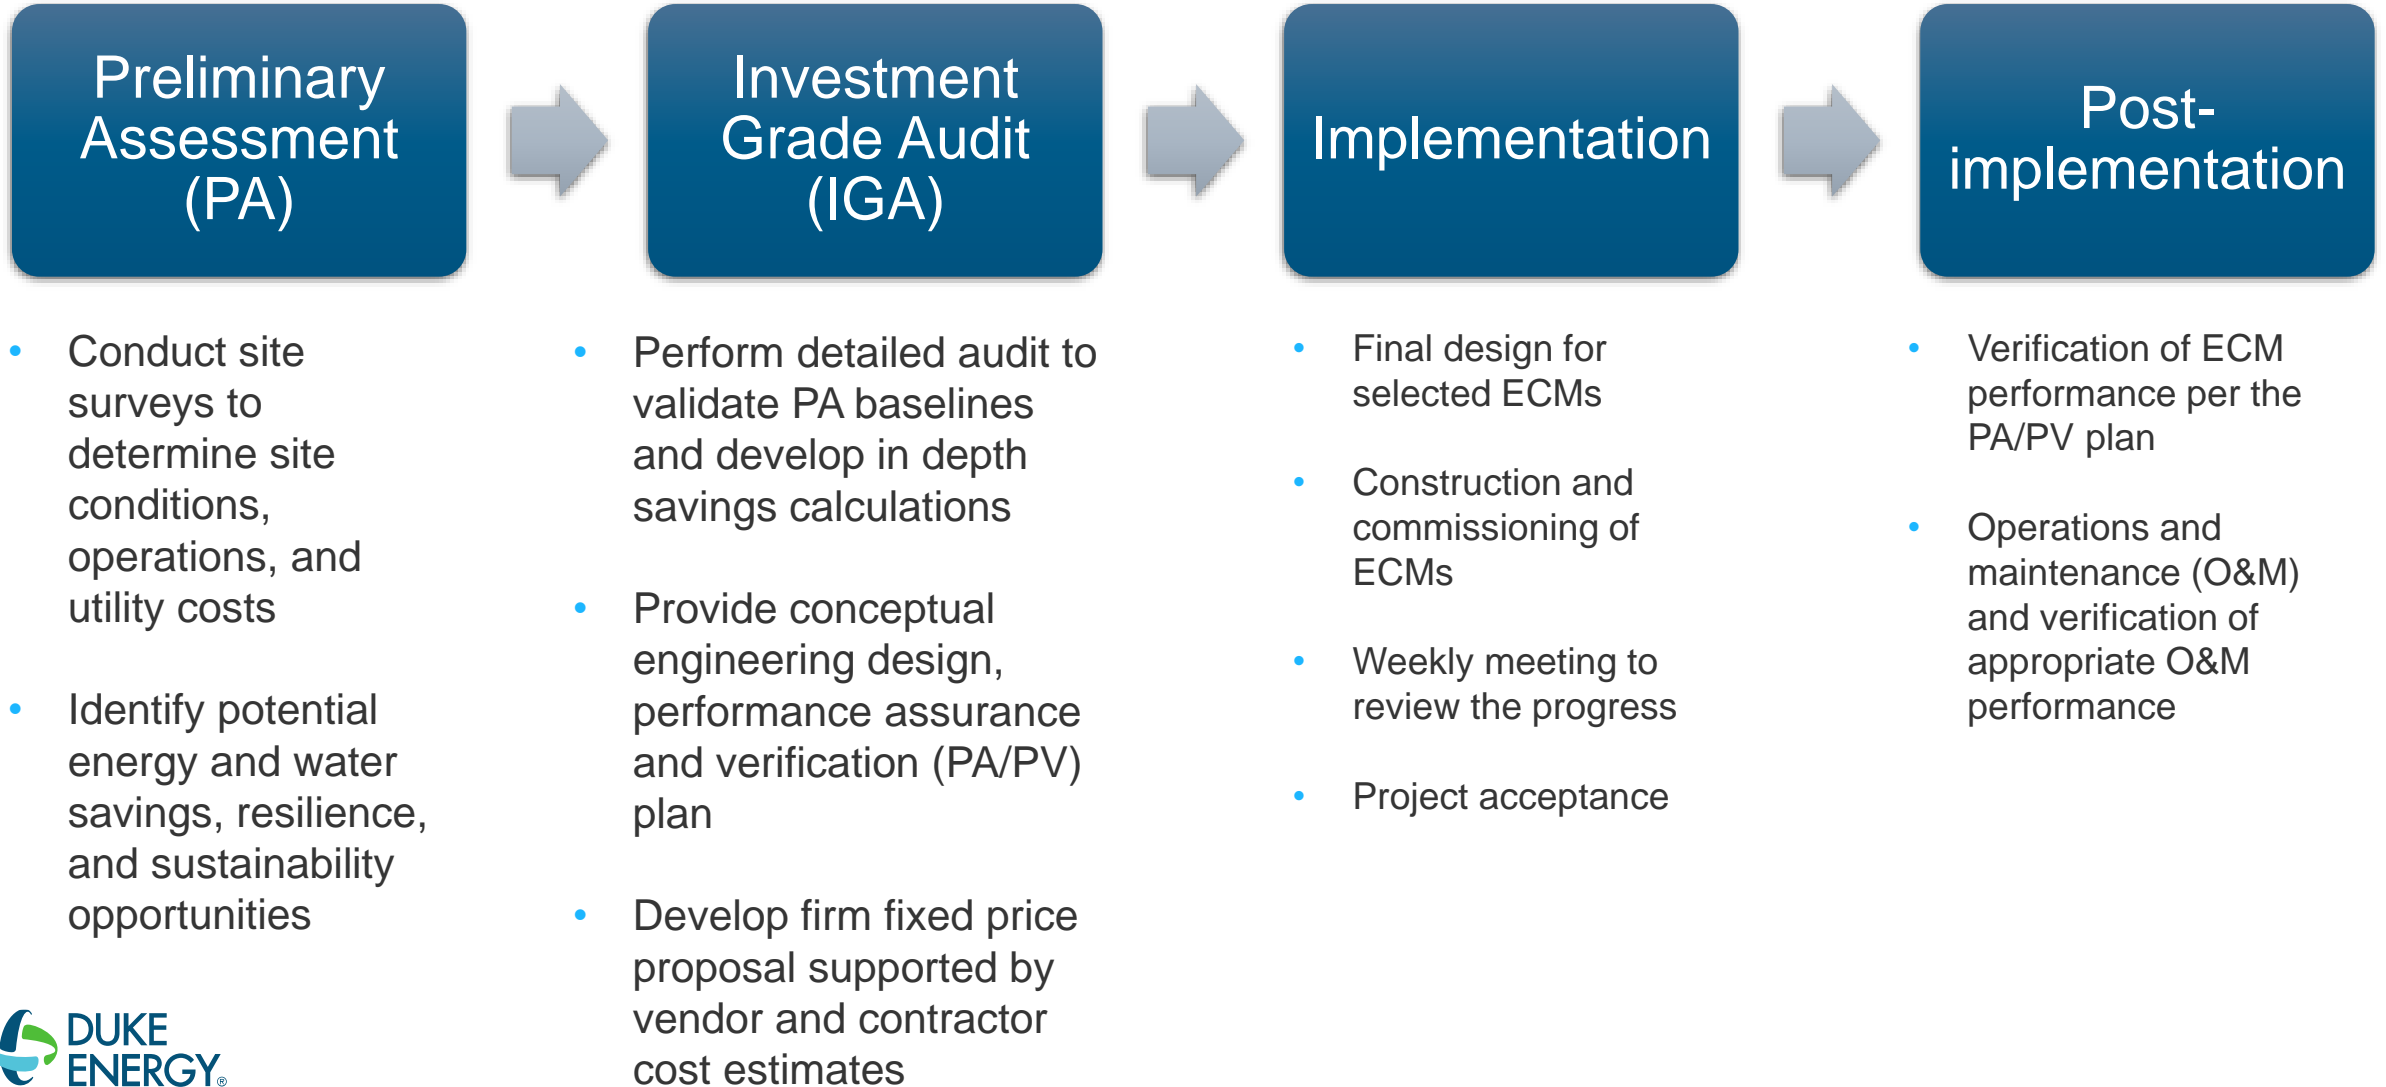 Preliminary
Assessment
(PA)
Investment
Grade Audit
(IGA)
Implementation
Post-
implementation
• Conduct site
surveys to
determine site
conditions,
operations, and
utility costs
• Identify potential
energy and water
savings, resilience,
and sustainability
opportunities
• Perform detailed audit to
validate PA baselines
and develop in depth
savings calculations
• Provide conceptual
engineering design,
performance assurance
and verification (PA/PV)
plan
• Develop firm fixed price
proposal supported by
vendor and contractor
cost estimates
• Final design for
selected ECMs
• Construction and
commissioning of
ECMs
• Weekly meeting to
review the progress
• Project acceptance
• Verification of ECM
performance per the
PA/PV plan
• Operations and
maintenance (O&M)
and verification of
appropriate O&M
performance
DUKE
ENERGY®